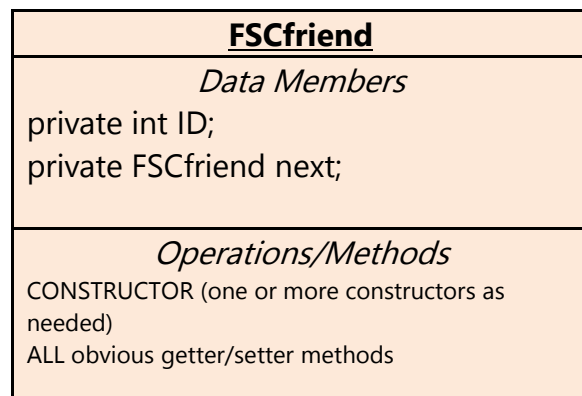 FSCfriend
Data Members
private int ID;
private FSCfriend next;
Operations/Methods
CONSTRUCTOR (one or more constructors as
needed)
ALL obvious getter/setter methods